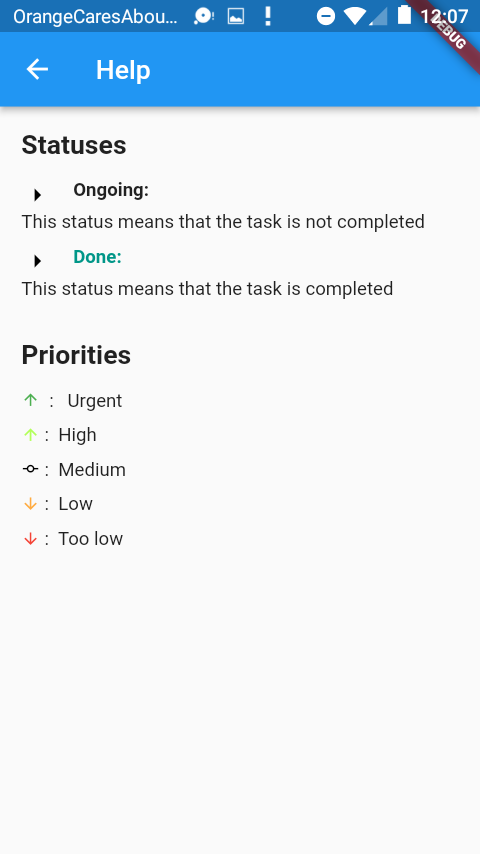 OrangeCaresAbou... 12:07
DEBUG
Help
Statuses
Ongoing:
This status means that the task is not completed
Done:
This status means that the task is completed
Priorities
: Urgent
: High
: Medium
: Low
: Too low